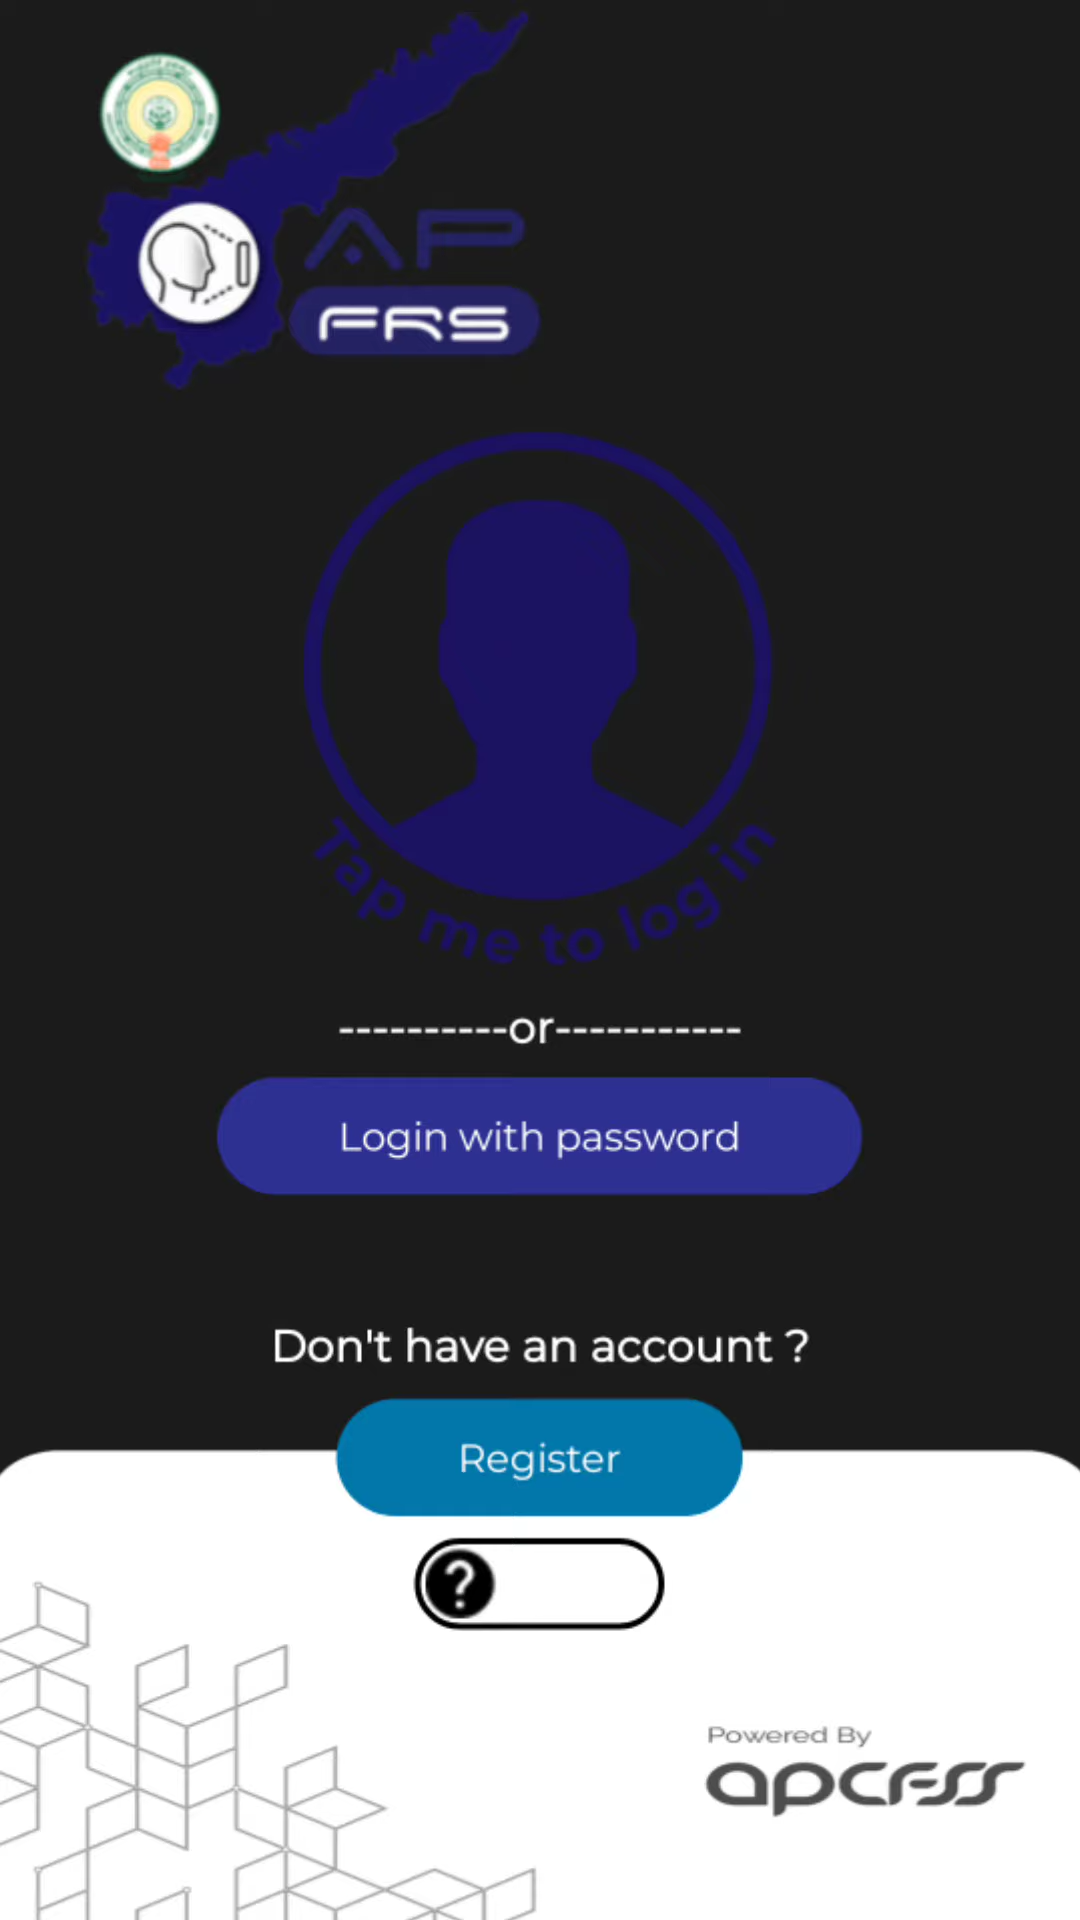 AP
FRS
Tap me to log in
----------or-----------
Login with password
Don't have an account ?
Register
?
Powered By
apcfss